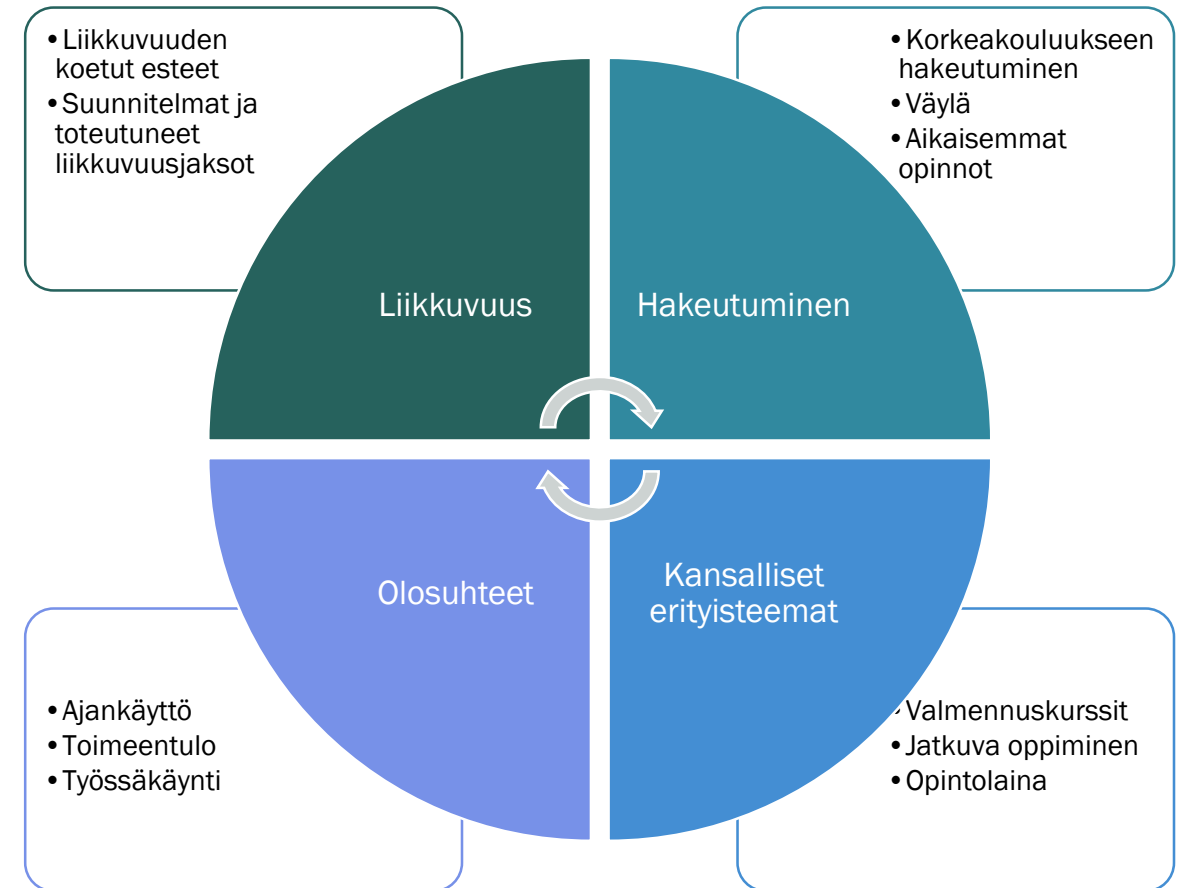 • Liikkuvuuden
koetut esteet
• Suunnitelmat ja
toteutuneet
liikkuvuusjaksot
• Korkeakouluukseen
hakeutuminen
• Väylä
• Aikaisemmat
opinnot
Liikkuvuus
Hakeutuminen
Olosuhteet
Kansalliset
erityisteemat
• Ajankäyttö
• Toimeentulo
• Työssäkäynti
• Valmennuskurssit
• Jatkuva oppiminen
• Opintolaina